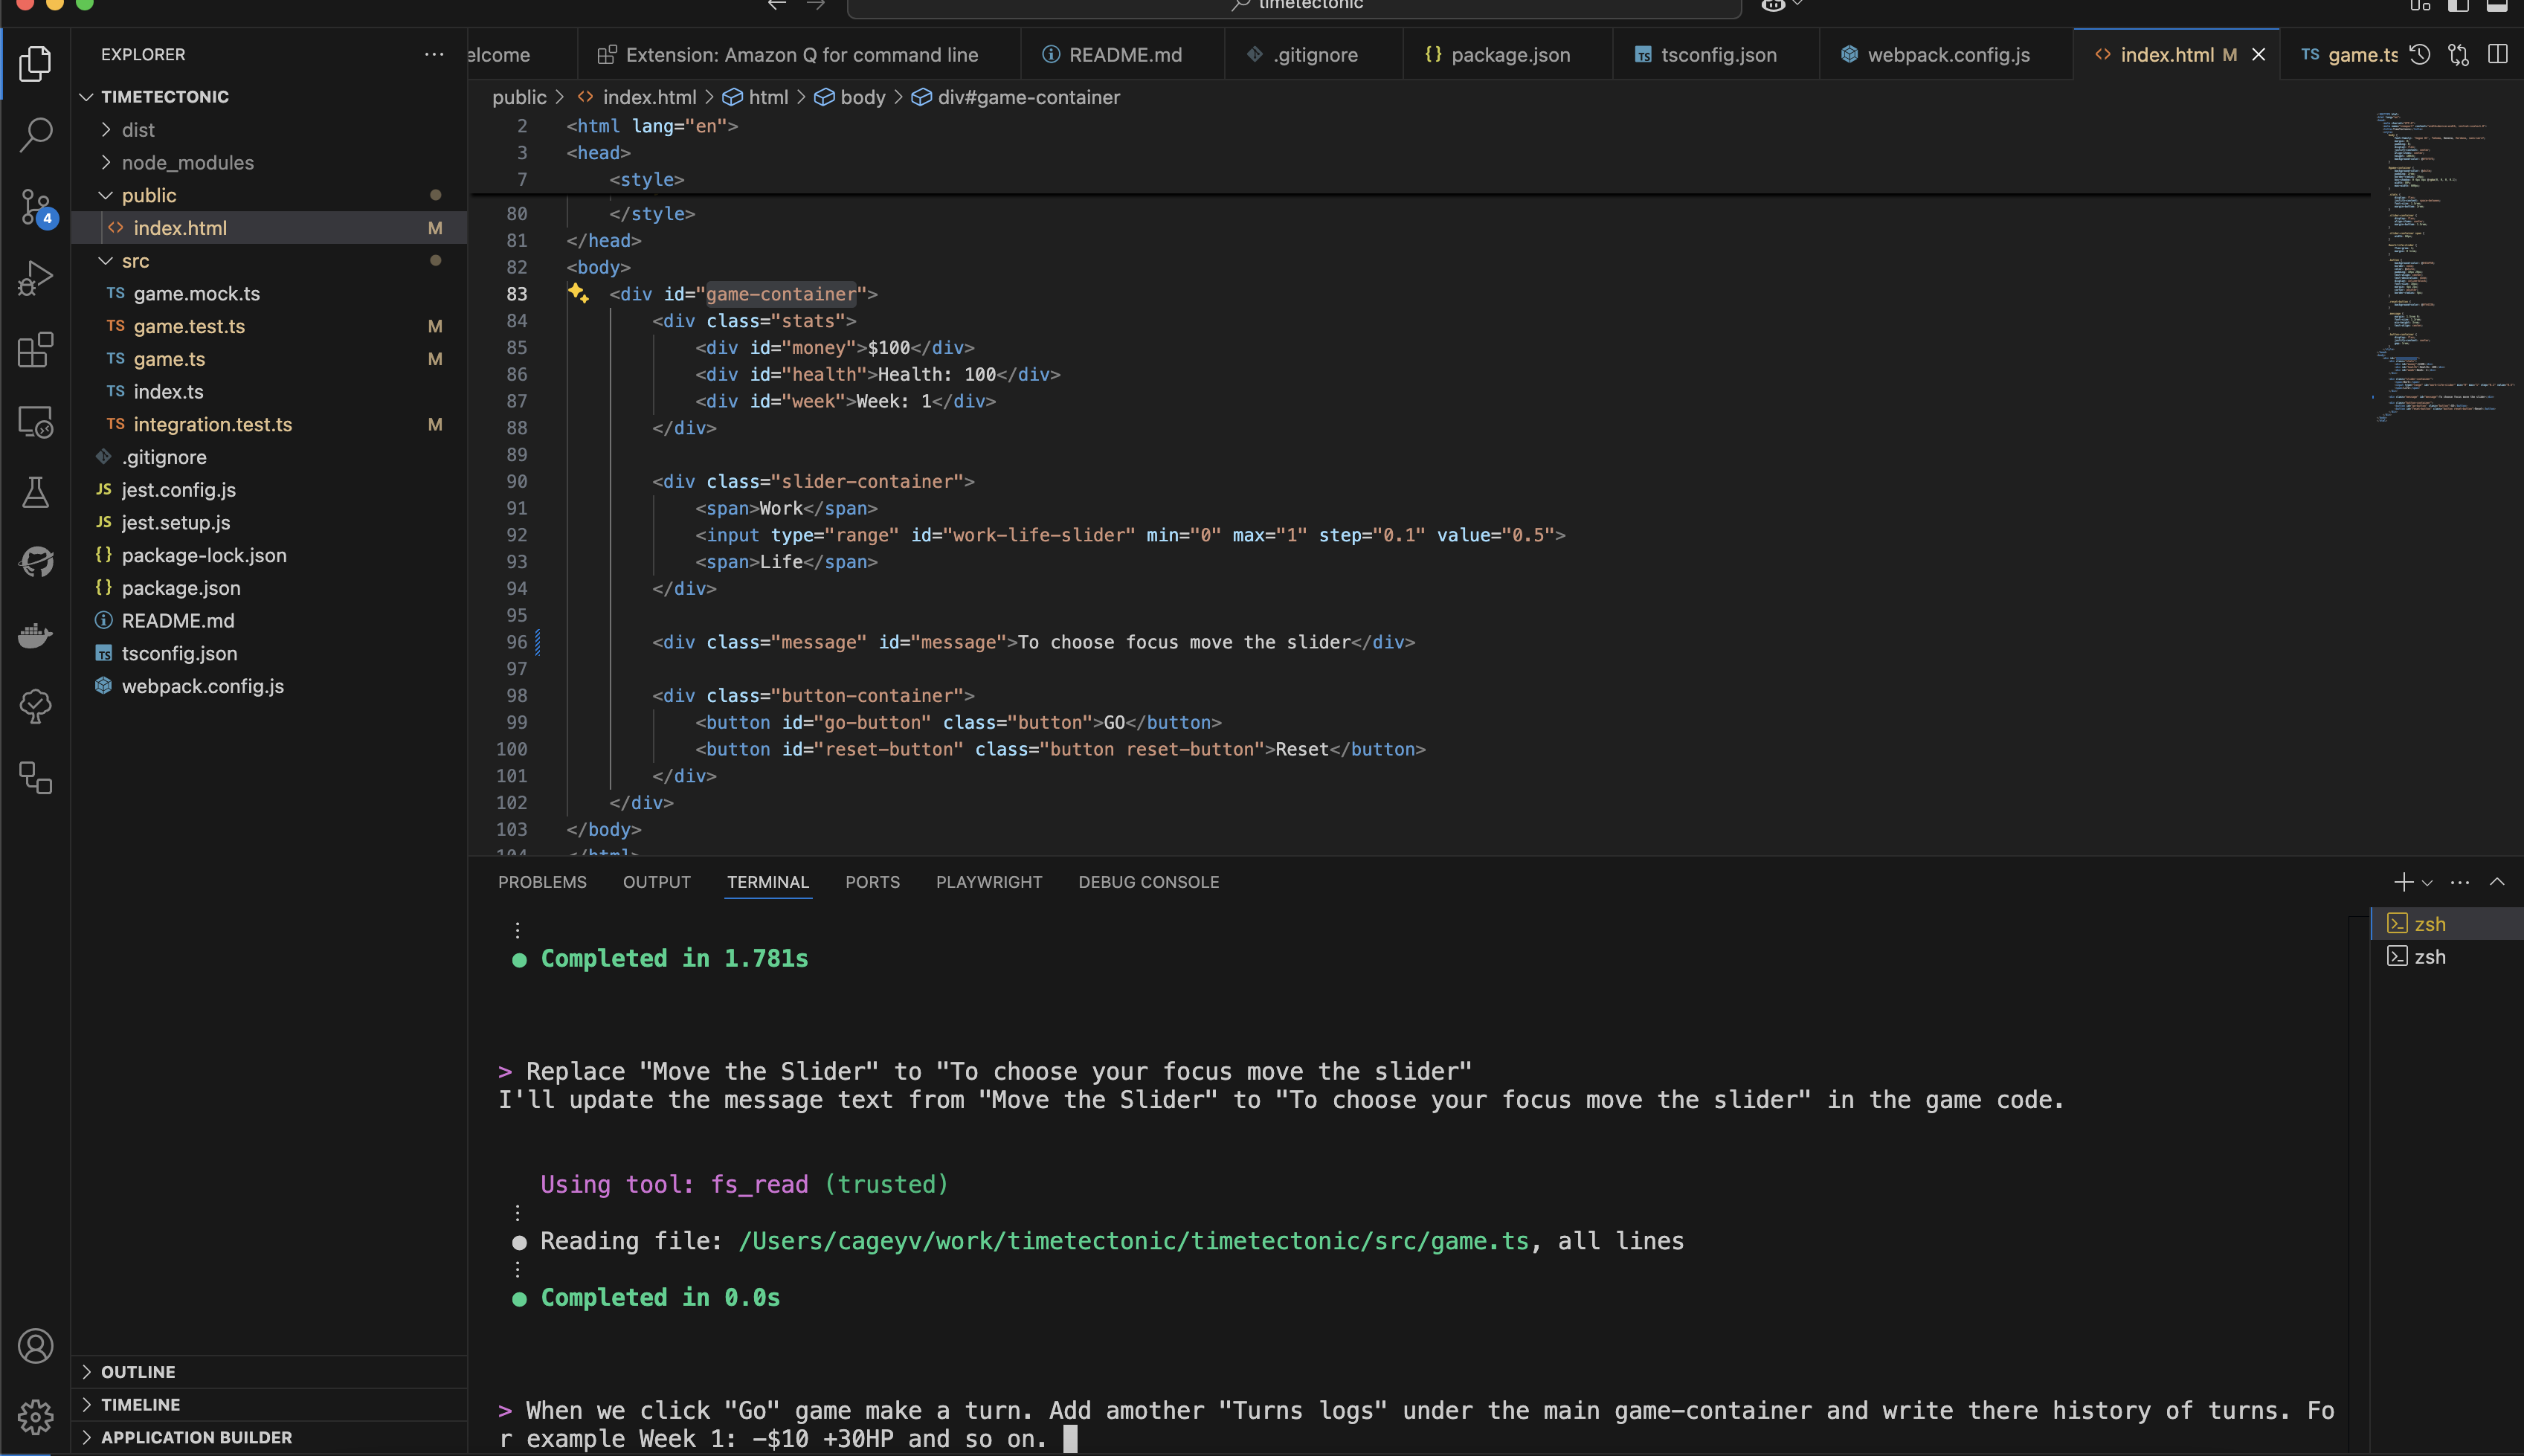 timetectonic
EXPLORER
elcome
Extension: Amazon Q for command line
README.md
.gitignore
package.json
tsconfig.json
webpack.config.js
index.html M
game.ts
TIMETECTONIC
dist
node_modules
public
index.html M
src
game.mock.ts
game.test.ts M
game.ts M
index.ts
integration.test.ts M
.gitignore
jest.config.js
jest.setup.js
package-lock.json
package.json
README.md
tsconfig.json
webpack.config.js
4
OUTLINE
TIMELINE
APPLICATION BUILDER
public > index.html > html > body > div#game-container
2 <html lang="en">
3 <head>
7 <style>
80 </style>
81 </head>
82 <body>
83 <div id="game-container">
84 <div class="stats">
85 <div id="money">$100</div>
86 <div id="health">Health: 100</div>
87 <div id="week">Week: 1</div>
88 </div>
89
90 <div class="slider-container">
91 <span>Work</span>
92 <input type="range" id="work-life-slider" min="0" max="1" step="0.1" value="0.5">
93 <span>Life</span>
94 </div>
95
96 <div class="message" id="message">To choose focus move the slider</div>
97
98 <div class="button-container">
99 <button id="go-button" class="button">GO</button>
100 <button id="reset-button" class="button reset-button">Reset</button>
101 </div>
102 </div>
103 </body>
104 </html>
PROBLEMS OUTPUT TERMINAL PORTS PLAYWRIGHT DEBUG CONSOLE
zsh
zsh
Completed in 1.781s
> Replace "Move the Slider" to "To choose your focus move the slider"
I'll update the message text from "Move the Slider" to "To choose your focus move the slider" in the game code.
Using tool: fs_read (trusted)
Reading file: /Users/cageyv/work/timetectonic/timetectonic/src/game.ts, all lines
Completed in 0.0s
> When we click "Go" game make a turn. Add amother "Turns logs" under the main game-container and write there history of turns. Fo
r example Week 1: -$10 +30HP and so on.